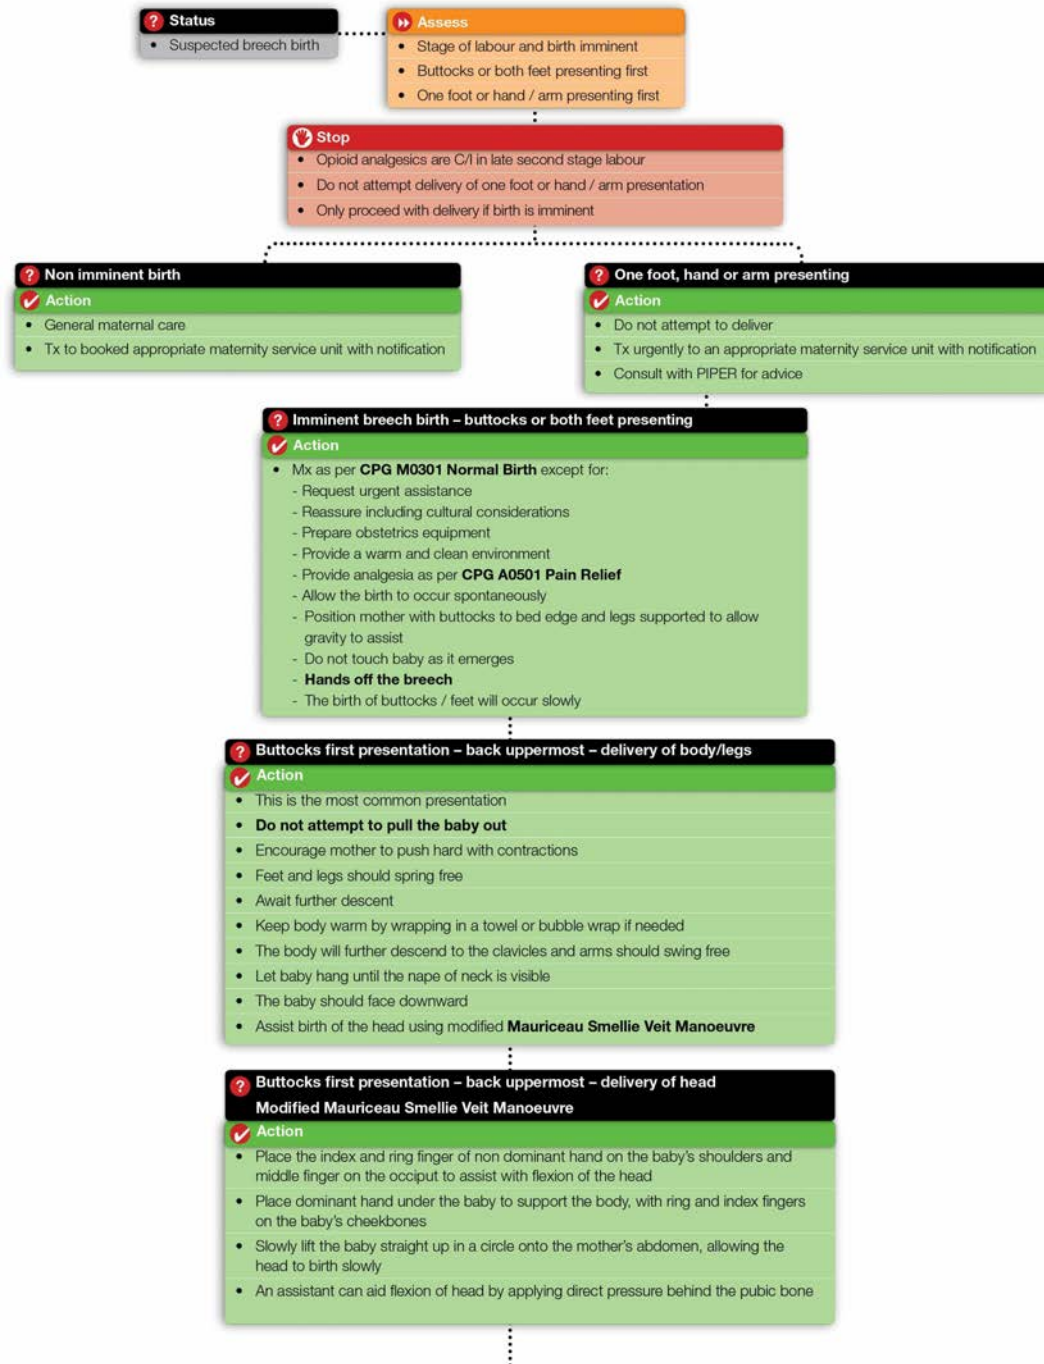 Status
• Suspected breech birth
Assess
• Stage of labour and birth imminent
• Buttocks or both feet presenting first
• One foot or hand / arm presenting first
Stop
• Opioid analgesics are C/I in late second stage labour
• Do not attempt delivery of one foot or hand / arm presentation
• Only proceed with delivery if birth is imminent
? Non imminent birth
Action
• General maternal care
• Tx to booked appropriate maternity service unit with notification
? One foot, hand or arm presenting
Action
• Do not attempt to deliver
• Tx urgently to an appropriate maternity service unit with notification
• Consult with PIPER for advice
? Imminent breech birth – buttocks or both feet presenting
Action
• Mx as per CPG M0301 Normal Birth except for:
- Request urgent assistance
- Reassure including cultural considerations
- Prepare obstetrics equipment
- Provide a warm and clean environment
- Provide analgesia as per CPG A0501 Pain Relief
- Allow the birth to occur spontaneously
- Position mother with buttocks to bed edge and legs supported to allow
gravity to assist
- Do not touch baby as it emerges
- Hands off the breech
- The birth of buttocks / feet will occur slowly
? Buttocks first presentation – back uppermost – delivery of body/legs
Action
• This is the most common presentation
• Do not attempt to pull the baby out
• Encourage mother to push hard with contractions
• Feet and legs should spring free
• Await further descent
• Keep body warm by wrapping in a towel or bubble wrap if needed
• The body will further descend to the clavicles and arms should swing free
• Let baby hang until the nape of neck is visible
• The baby should face downward
• Assist birth of the head using modified Mauriceau Smellie Veit Manoeuvre
? Buttocks first presentation – back uppermost – delivery of head
Modified Mauriceau Smellie Veit Manoeuvre
Action
• Place the index and ring finger of non dominant hand on the baby's shoulders and
middle finger on the occiput to assist with flexion of the head
• Place dominant hand under the baby to support the body, with ring and index fingers
on the baby's cheekbones
• Slowly lift the baby straight up in a circle onto the mother's abdomen, allowing the
head to birth slowly
• An assistant can aid flexion of head by applying direct pressure behind the pubic bone